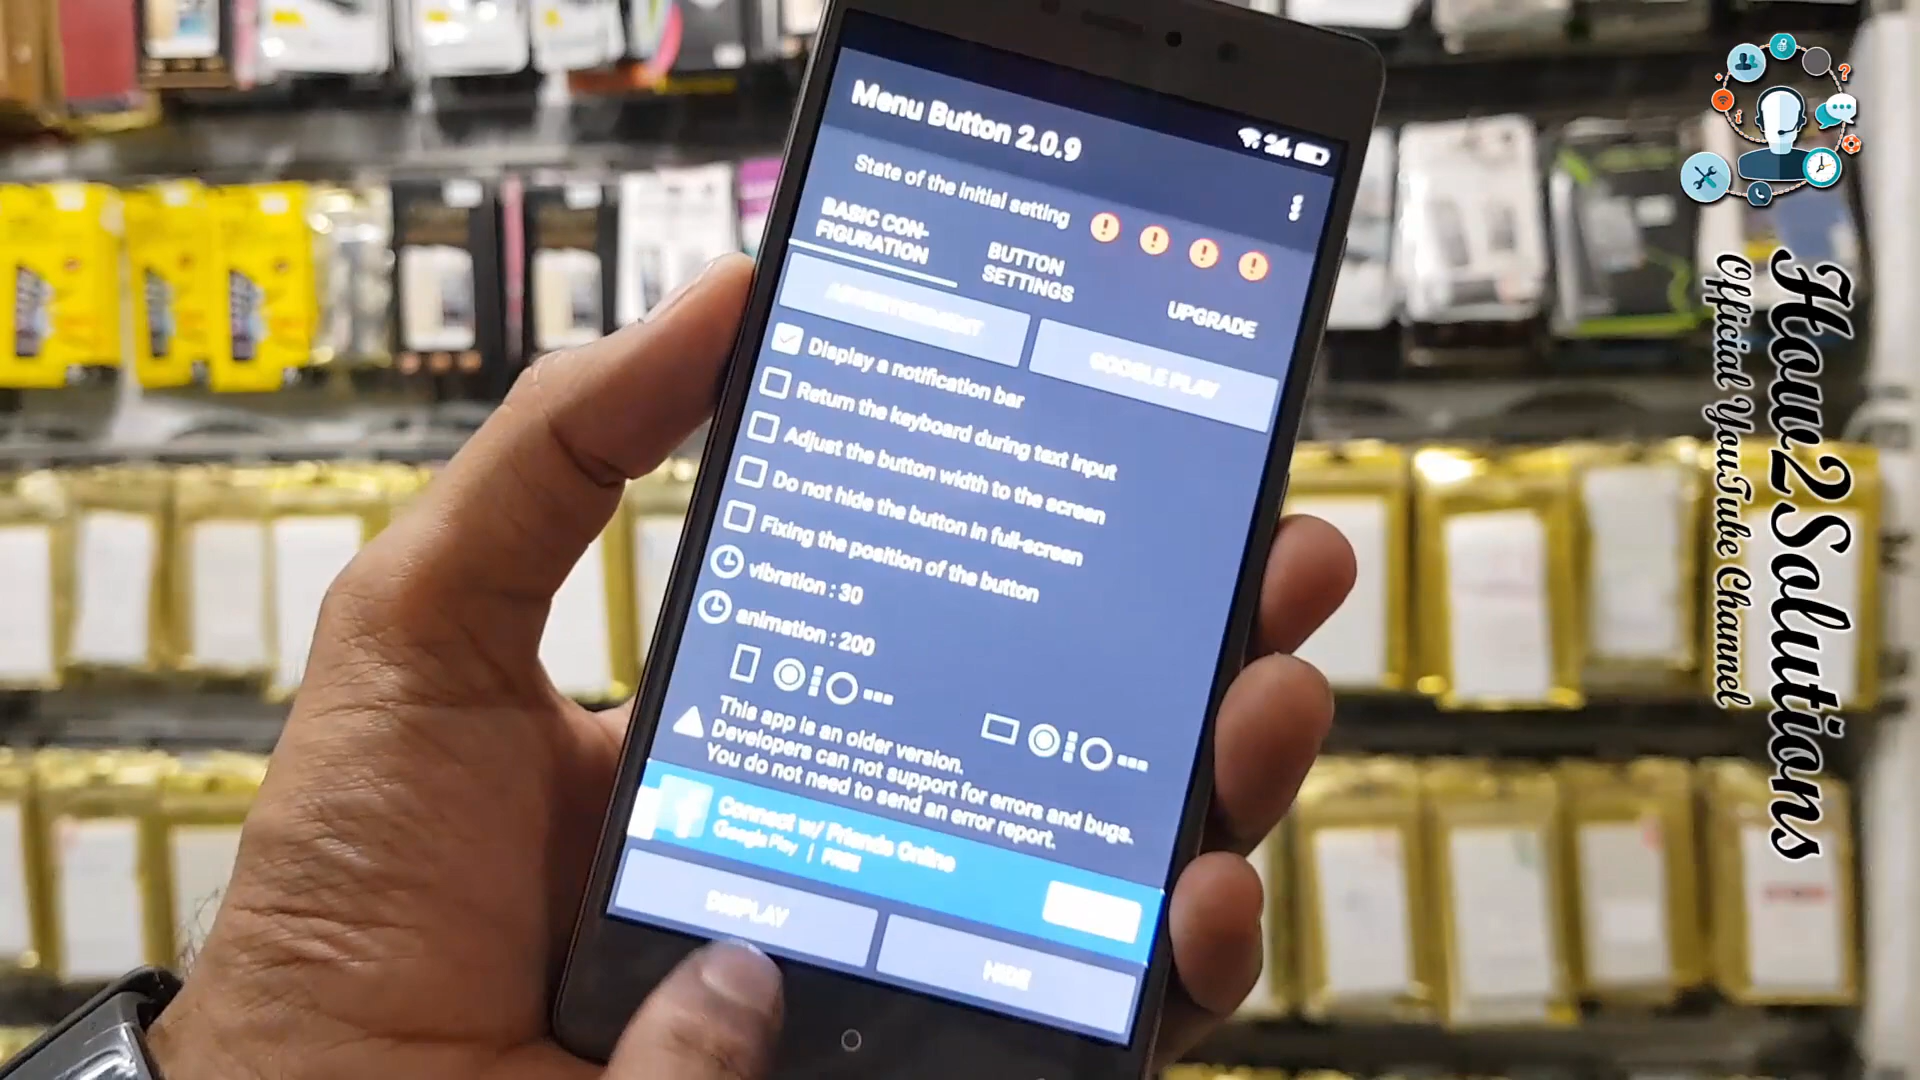 Menu Button 2.0.9
State of the initial setting
BASIC CON-
FIGURATION
BUTTON
SETTINGS
UPGRADE
ADVERTISEMENT
GOOGLE PLAY
Display a notification bar
Return the keyboard during text input
Adjust the button width to the screen
Do not hide the button in full-screen
Fixing the position of the button
vibration : 30
animation : 200
This app is an older version.
Developers can not support for errors and bugs.
You do not need to send an error report.
Connect w/ Friends Online
Google Play | FREE
DISPLAY
HIDE
How2Solutions
Official YouTube Channel